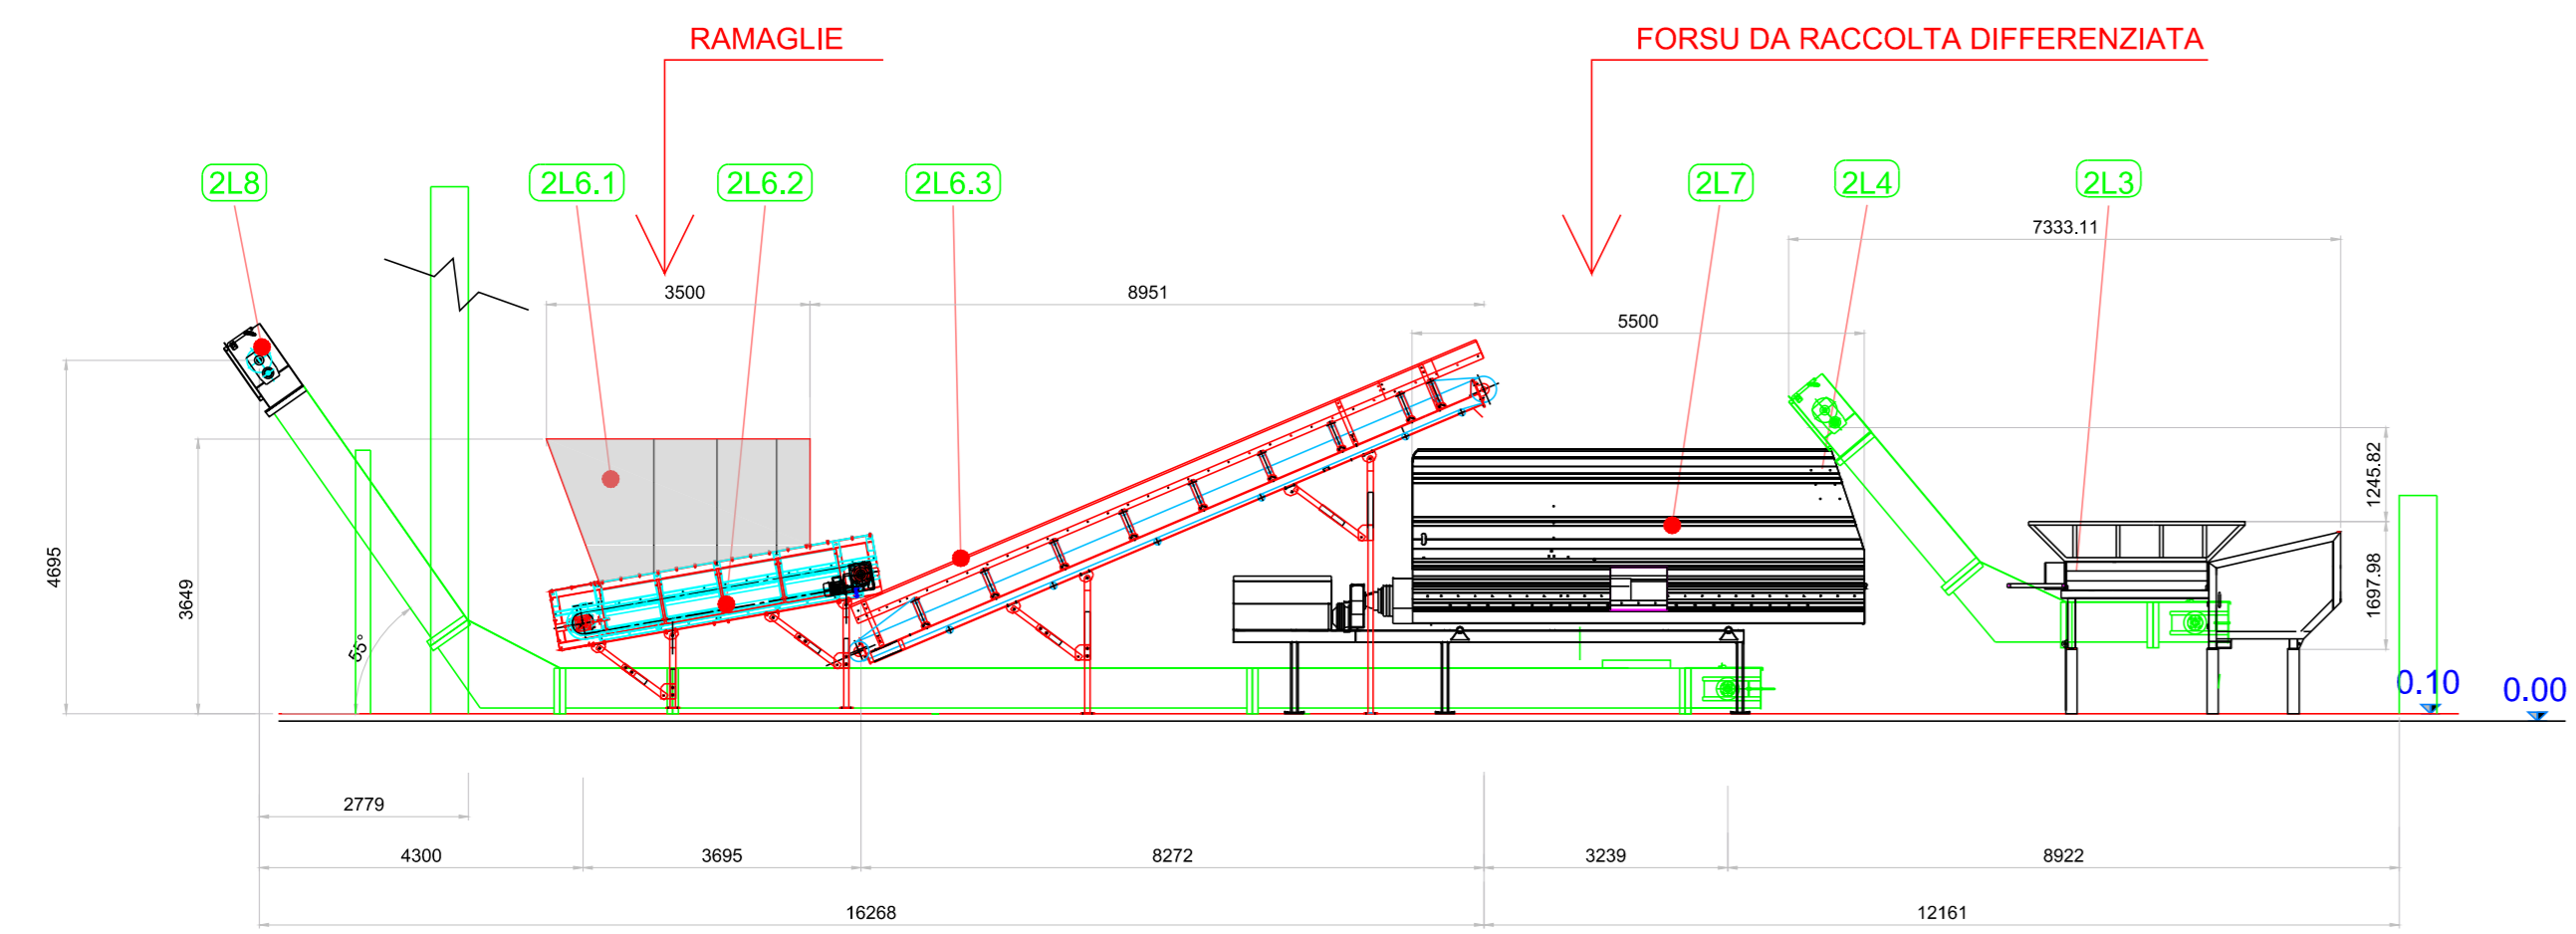 RAMAGLIE
FORSU DA RACCOLTA DIFFERENZIATA
2L8
2L6.1
2L6.2
2L6.3
2L7
2L4
2L3
7333.11
3500
8951
5500
1245.82
4695
3649
1697.98
55°
0.10
0.00
2779
4300
3695
8272
3239
8922
16268
12161